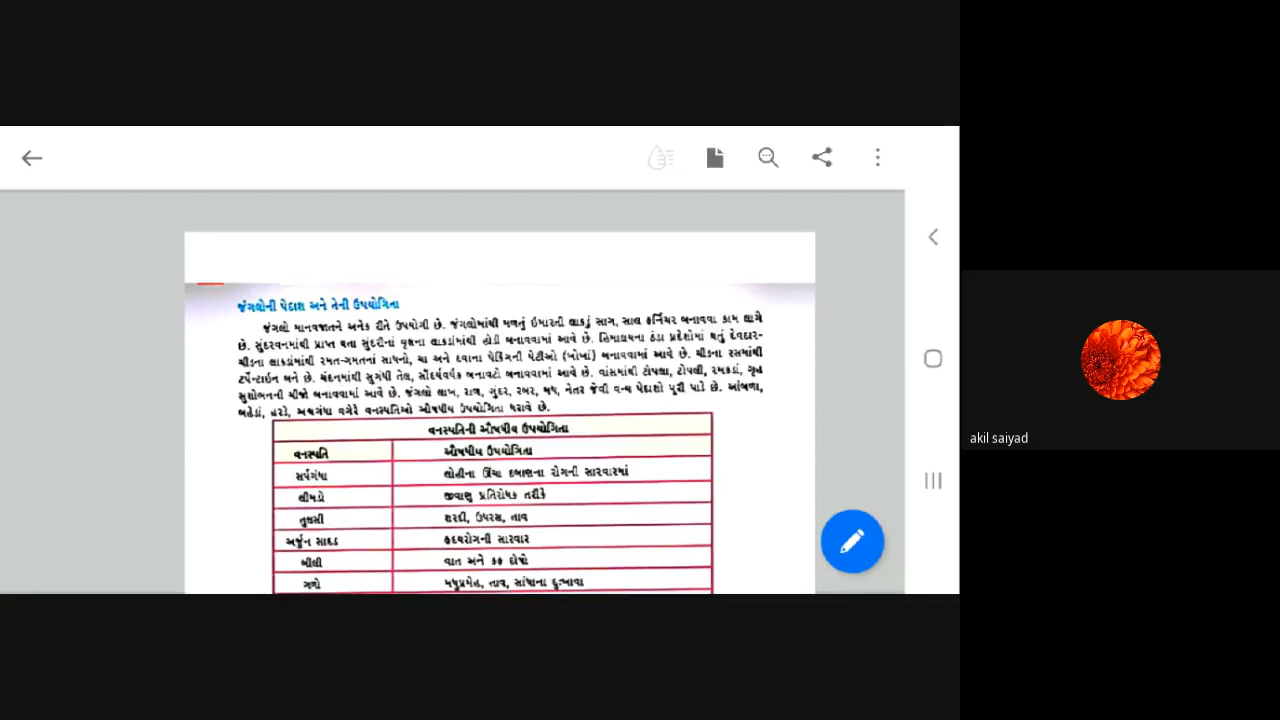 જંગલોની પેદાશ અને તેની ઉપયોગિતા
જંગલો માનવજાતને અનેક રીતે ઉપયોગી છે. જંગલોમાંથી મળતું ઇમારતી લાકડું સાગ, સાલ ફર્નિચર બનાવવા કામ લાગે
છે. સુંદરવનમાંથી પ્રાપ્ત થતા સુંદરીનાં વૃક્ષના લાકડાંમાંથી હોડી બનાવવામાં આવે છે. હિમાલયના ઠંડા પ્રદેશોમાં થતું દેવદાર-
ચીડના લાકડાંમાંથી રમત-ગમતનાં સાધનો, ચા અને દવાના પેકિંગની પેટીઓ (ખોખાં) બનાવવામાં આવે છે. ચીડના રસમાંથી
ટર્પેન્ટાઇન બને છે. ચંદનમાંથી સુગંધી તેલ, સૌંદર્યવર્ધક બનાવટો બનાવવામાં આવે છે. વાંસમાંથી ટોપલા, ટોપલી, રમકડાં, ગૃહ
સુશોભનની ચીજો બનાવવામાં આવે છે. જંગલો લાખ, રાળ, ગુંદર, રબર, મધ, નેતર જેવી વન્ય પેદાશો પૂરી પાડે છે. આંબળા,
બહેડાં, હરડે, અશ્વગંધા વગેરે વનસ્પતિઓ ઔષધીય ઉપયોગિતા ધરાવે છે.
વનસ્પતિની ઔષધીય ઉપયોગિતા
વનસ્પતિ ઔષધીય ઉપયોગિતા
સર્પગંધા લોહીના ઊંચા દબાણના રોગની સારવારમાં
લીમડો જીવાણુ પ્રતિરોધક તરીકે
તુલસી શરદી, ઉધરસ, તાવ
અર્જુન સાદડ હૃદયરોગની સારવાર
બીલી વાત અને કફ દોષો
ગળો મધુપ્રમેહ, તાવ, સાંધાના દુઃખાવા
akil saiyad